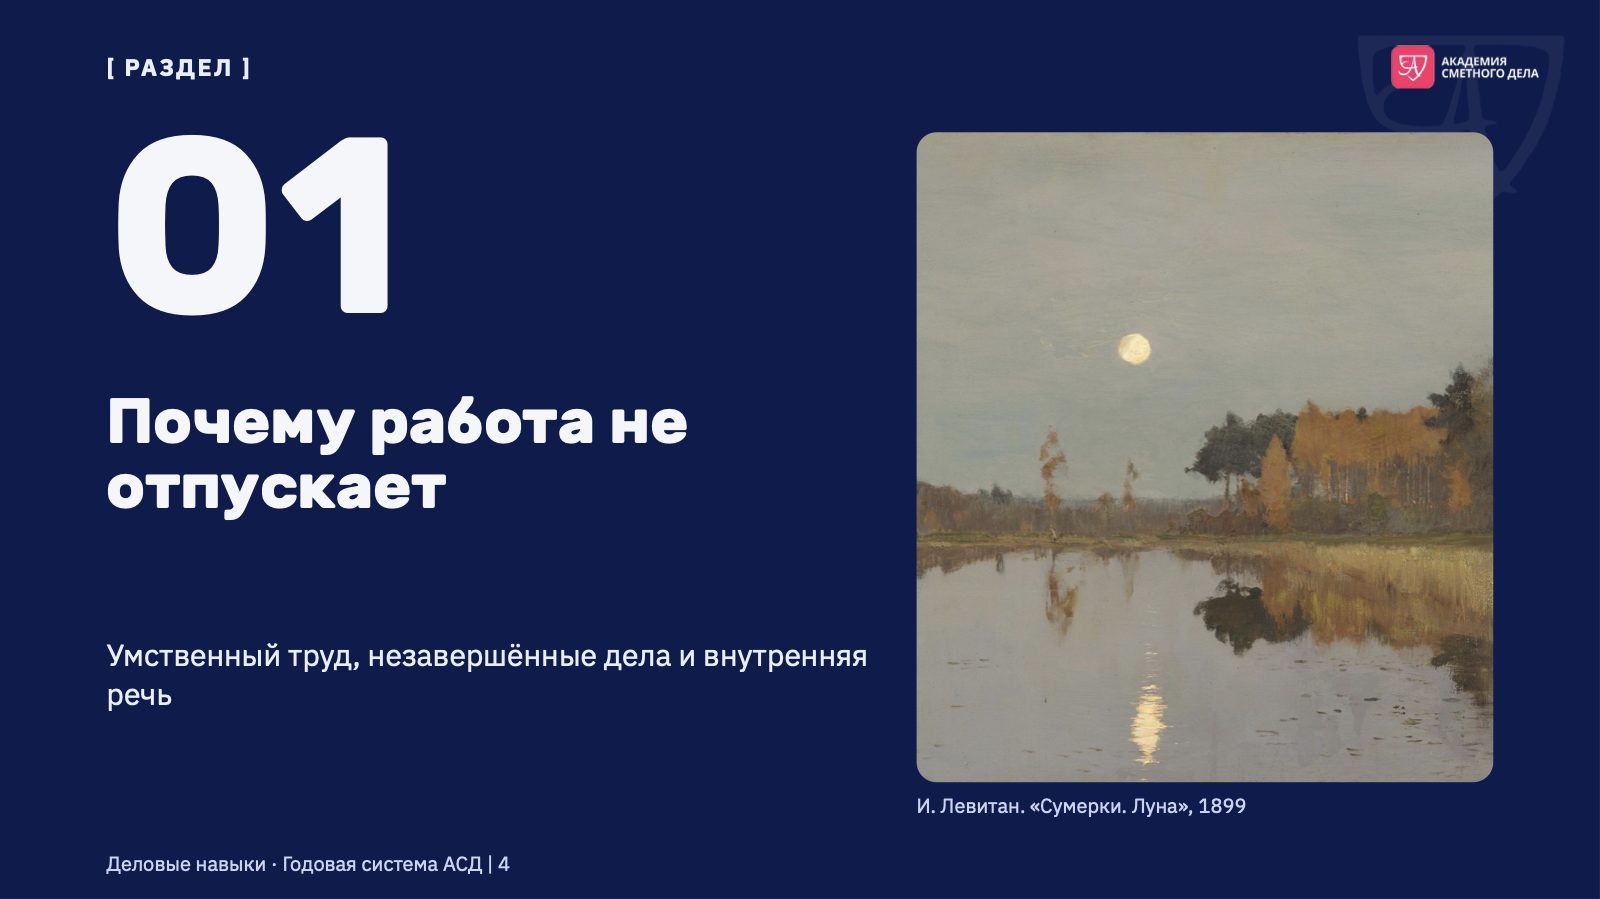 [ РАЗДЕЛ ]
АКАДЕМИЯ
СМЕТНОГО ДЕЛА
01
Почему работа не
отпускает
Умственный труд, незавершённые дела и внутренняя
речь
И. Левитан. «Сумерки. Луна», 1899
Деловые навыки · Годовая система АСД | 4